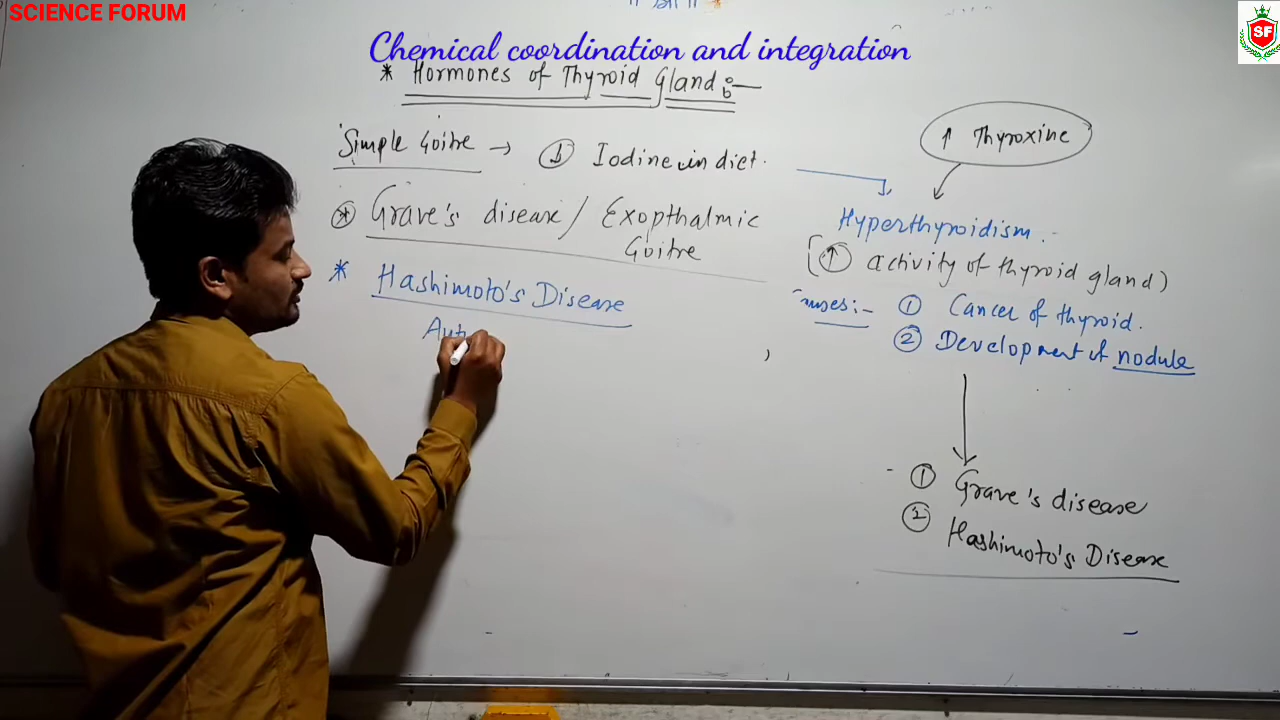 SCIENCE FORUM
SF
Chemical coordination and integration
* Hormones of Thyroid Gland :—
Simple Goitre → ↓ Iodine in diet.
* Grave's disease / Exopthalmic
Goitre
* Hashimoto's Disease
Aut
↑ Thyroxine
Hyperthyroidism.
(↑ activity of thyroid gland)
auses:- 1 Cancer of thyroid.
2 Development of nodule
1 Grave's disease
2 Hashimoto's Disease